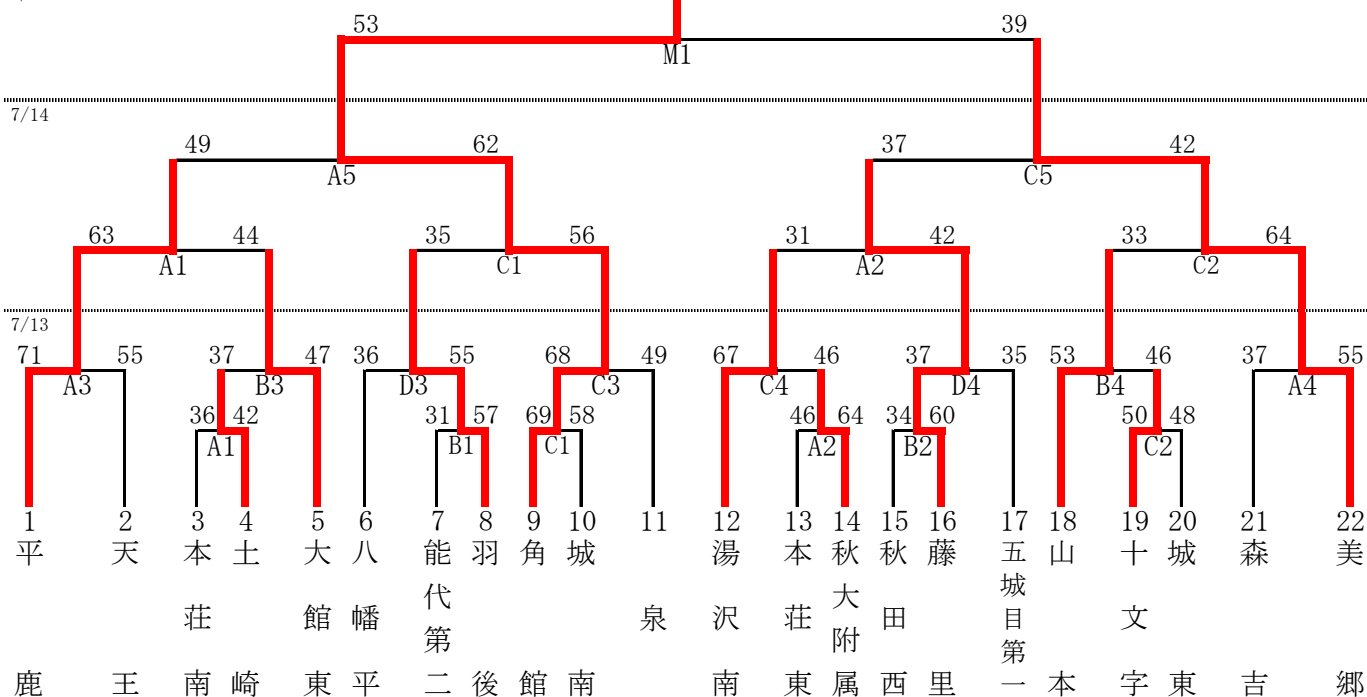 53 39
M1
7/14
49 62 37 42
A5 C5
63 44 35 56 31 42 33 64
A1 C1 A2 C2
7/13
71 55 37 47 36 55 68 49 67 46 37 35 53 46 37 55
A3 B3 D3 C3 C4 D4 B4 A4
36 42 31 57 69 58 46 64 34 60 50 48
A1 B1 C1 A2 B2 C2
1 2 3 4 5 6 7 8 9 10 11 12 13 14 15 16 17 18 19 20 21 22
平鹿
天王
本荘南
土崎
大館東
八幡平
能代第二
羽後
角館
城南
泉
湯沢南
本荘東
秋大附属
秋田西
藤里
五城目第一
山本
十文字
城東
森吉
美郷